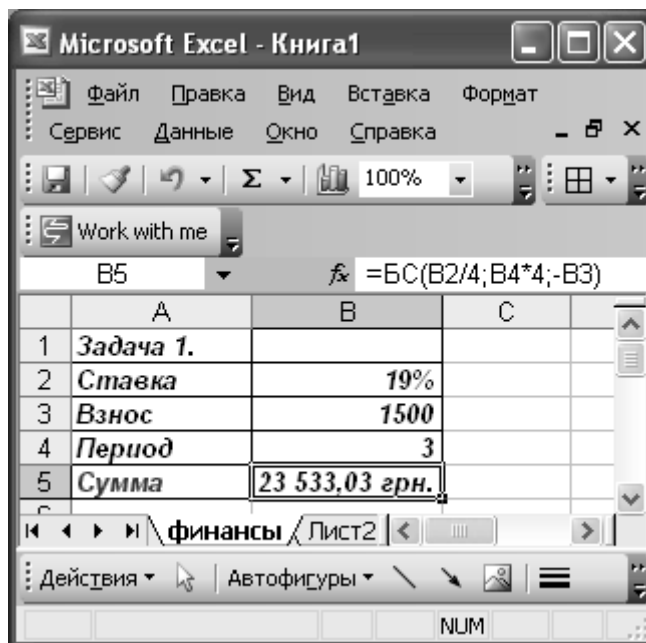 Microsoft Excel - Книга1
Файл Правка Вид Вставка Формат
Сервис Данные Окно Справка
Σ 100%
Work with me
B5 fx =БС(B2/4;B4*4;-B3)
A B C
1 Задача 1.
2 Ставка 19%
3 Взнос 1500
4 Период 3
5 Сумма 23 533,03 грн.
финансы Лист2
Действия Автофигуры
NUM